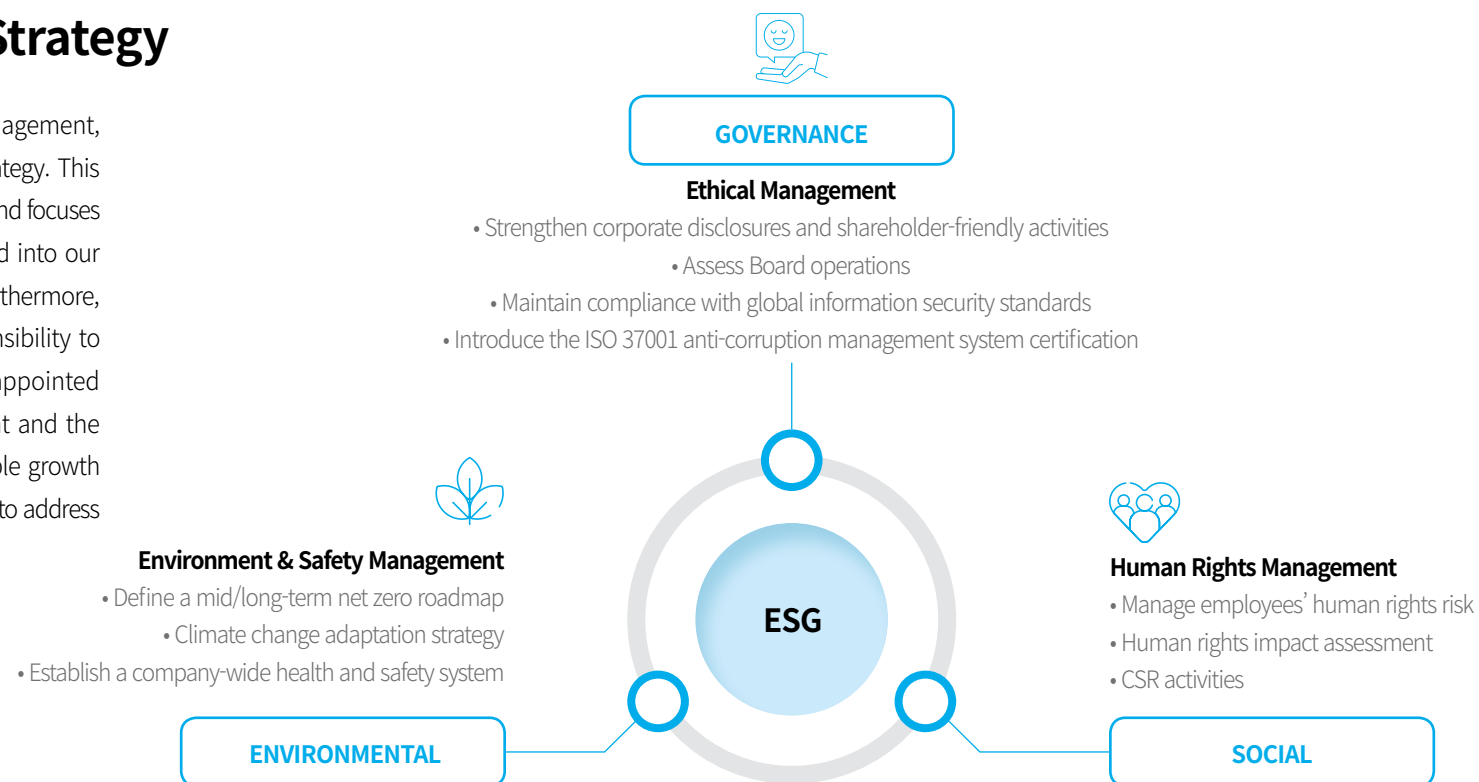 Strategy
agement,
tegy. This
nd focuses
d into our
thermore,
nsibility to
appointed
nt and the
ble growth
to address
GOVERNANCE
Ethical Management
• Strengthen corporate disclosures and shareholder-friendly activities
• Assess Board operations
• Maintain compliance with global information security standards
• Introduce the ISO 37001 anti-corruption management system certification
Environment & Safety Management
• Define a mid/long-term net zero roadmap
• Climate change adaptation strategy
• Establish a company-wide health and safety system
ENVIRONMENTAL
ESG
Human Rights Management
• Manage employees’ human rights risk
• Human rights impact assessment
• CSR activities
SOCIAL